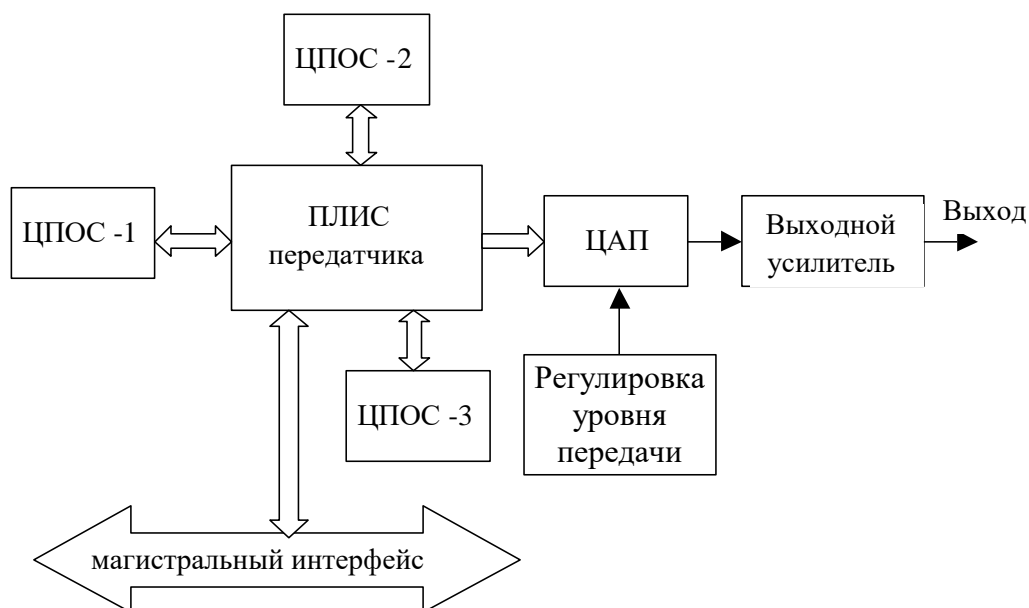 ЦПОС -2
ЦПОС -1
ПЛИС
передатчика
ЦАП
Выходной
усилитель
Выход
ЦПОС -3
Регулировка
уровня
передачи
магистральный интерфейс